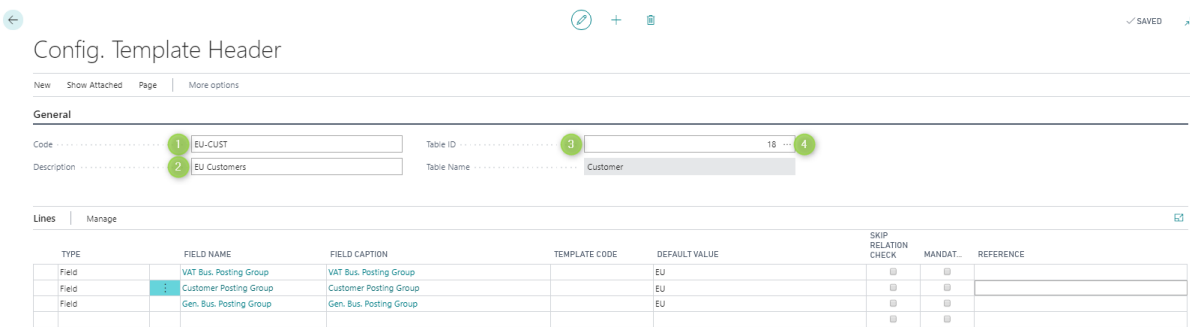 SAVED
Config. Template Header
New Show Attached Page More options
General
Code 1 EU-CUST Table ID 3 18 ... 4
Description 2 EU Customers Table Name Customer
Lines Manage
TYPE FIELD NAME FIELD CAPTION TEMPLATE CODE DEFAULT VALUE SKIP RELATION CHECK MANDAT... REFERENCE
Field VAT Bus. Posting Group VAT Bus. Posting Group EU
Field Customer Posting Group Customer Posting Group EU
Field Gen. Bus. Posting Group Gen. Bus. Posting Group EU